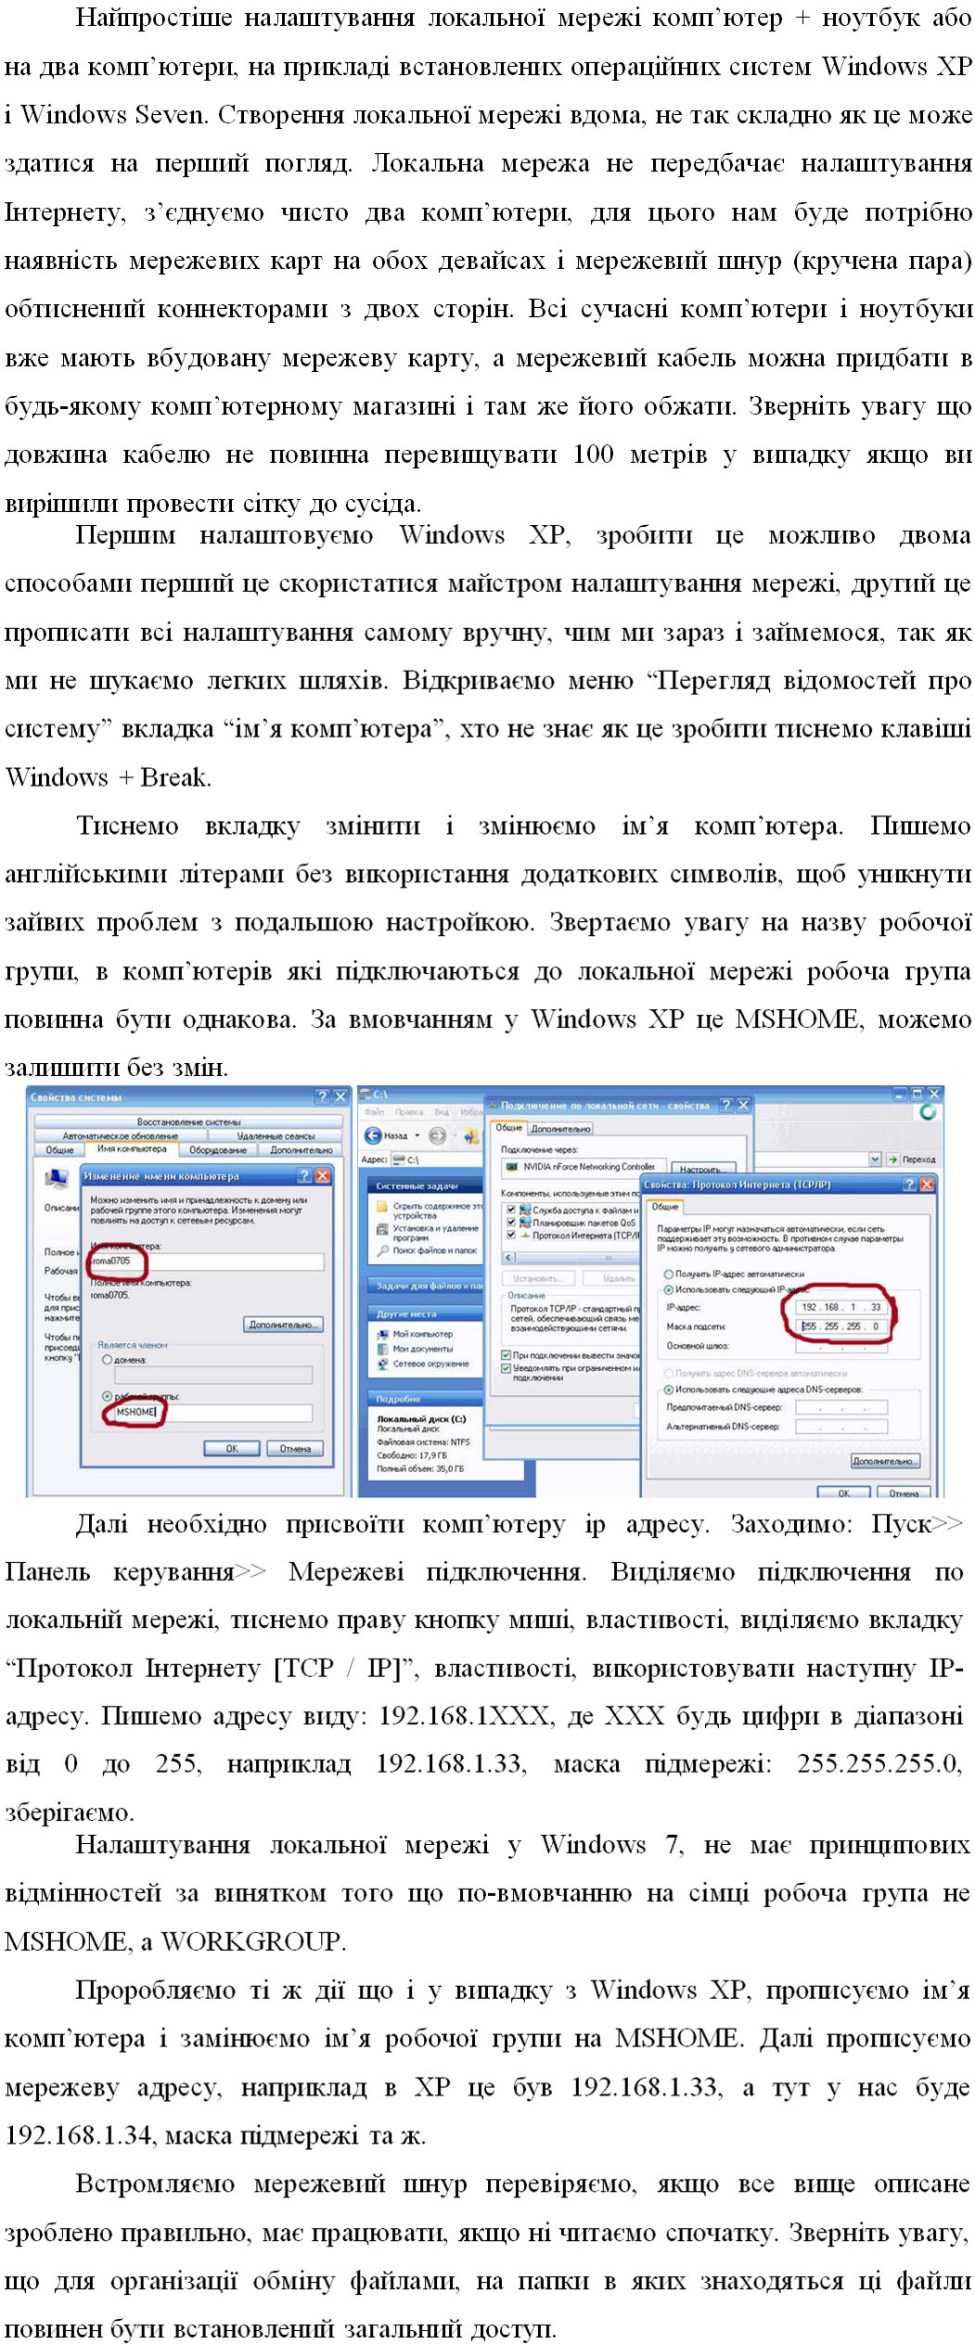 Найпростіше налаштування локальної мережі комп’ютер + ноутбук або
на два комп’ютери, на прикладі встановлених операційних систем Windows XP
і Windows Seven. Створення локальної мережі вдома, не так складно як це може
здатися на перший погляд. Локальна мережа не передбачає налаштування
Інтернету, з’єднуємо чисто два комп’ютери, для цього нам буде потрібно
наявність мережевих карт на обох девайсах і мережевий шнур (кручена пара)
обтиснений коннекторами з двох сторін. Всі сучасні комп’ютери і ноутбуки
вже мають вбудовану мережеву карту, а мережевий кабель можна придбати в
будь-якому комп’ютерному магазині і там же його обжати. Зверніть увагу що
довжина кабелю не повинна перевищувати 100 метрів у випадку якщо ви
вирішили провести сітку до сусіда.
Першим налаштовуємо Windows XP, зробити це можливо двома
способами перший це скористатися майстром налаштування мережі, другий це
прописати всі налаштування самому вручну, чим ми зараз і займемося, так як
ми не шукаємо легких шляхів. Відкриваємо меню “Перегляд відомостей про
систему” вкладка “ім’я комп’ютера”, хто не знає як це зробити тиснемо клавіші
Windows + Break.
Тиснемо вкладку змінити і змінюємо ім’я комп’ютера. Пишемо
англійськими літерами без використання додаткових символів, щоб уникнути
зайвих проблем з подальшою настройкою. Звертаємо увагу на назву робочої
групи, в комп’ютерів які підключаються до локальної мережі робоча група
повинна бути однакова. За вмовчанням у Windows XP це MSHOME, можемо
залишити без змін.
Свойства системы
Восстановление системы
Автоматическое обновление Удаленные сеансы
Общие Имя компьютера Оборудование Дополнительно
Изменение имени компьютера
Можно изменить имя и принадлежность к домену или
рабочей группе этого компьютера. Изменения могут
повлиять на доступ к сетевым ресурсам.
Имя компьютера:
roma0705
Полное имя компьютера:
roma0705.
Дополнительно...
Является членом
домена:
рабочей группы:
MSHOME
OK Отмена
C:\
Файл Правка Вид
Назад
Адрес: C:\
Переход
Системные задачи
Скрыть содержимое
устройства
Установка и удаление
программ
Поиск файлов и папок
Задачи для файлов и
Другие места
Мой компьютер
Мои документы
Сетевое окружение
Подробно
Локальный диск (C:)
Локальный диск
Файловая система: NTFS
Свободно: 17,9 ГБ
Полный объем: 35,0 ГБ
Подключение по локальной сети - свойства
Общие Дополнительно
Подключение через:
NVIDIA nForce Networking Controller Настроить...
Компоненты, используемые этим
Служба доступа к файлам и
Планировщик пакетов QoS
Протокол Интернета (TCP/IP
Установить... Удалить
Описание
Протокол TCP/IP - стандартный
сетей, обеспечивающий связь
взаимодействующими сетями.
При подключении вывести
Уведомлять при ограниченном
подключении
Свойства: Протокол Интернета (TCP/IP)
Общие
Параметры IP могут назначаться автоматически, если сеть
поддерживает эту возможность. В противном случае параметры
IP можно получить у сетевого администратора.
Получить IP-адрес автоматически
Использовать следующий IP-адрес:
IP-адрес: 192 . 168 . 1 . 33
Маска подсети: 255 . 255 . 255 . 0
Основной шлюз:
Получить адрес DNS-сервера автоматически
Использовать следующие адреса DNS-серверов:
Предпочитаемый DNS-сервер:
Альтернативный DNS-сервер:
Дополнительно...
OK Отмена
Далі необхідно присвоїти комп’ютеру ір адресу. Заходимо: Пуск>>
Панель керування>> Мережеві підключення. Виділяємо підключення по
локальній мережі, тиснемо праву кнопку миші, властивості, виділяємо вкладку
“Протокол Інтернету [TCP / IP]”, властивості, використовувати наступну IP-
адресу. Пишемо адресу виду: 192.168.1XXX, де XXX будь цифри в діапазоні
від 0 до 255, наприклад 192.168.1.33, маска підмережі: 255.255.255.0,
зберігаємо.
Налаштування локальної мережі у Windows 7, не має принципових
відмінностей за винятком того що по-вмовчанню на сімці робоча група не
MSHOME, а WORKGROUP.
Проробляємо ті ж дії що і у випадку з Windows XP, прописуємо ім’я
комп’ютера і замінюємо ім’я робочої групи на MSHOME. Далі прописуємо
мережеву адресу, наприклад в XP це був 192.168.1.33, а тут у нас буде
192.168.1.34, маска підмережі та ж.
Встромляємо мережевий шнур перевіряємо, якщо все вище описане
зроблено правильно, має працювати, якщо ні читаємо спочатку. Зверніть увагу,
що для організації обміну файлами, на папки в яких знаходяться ці файли
повинен бути встановлений загальний доступ.